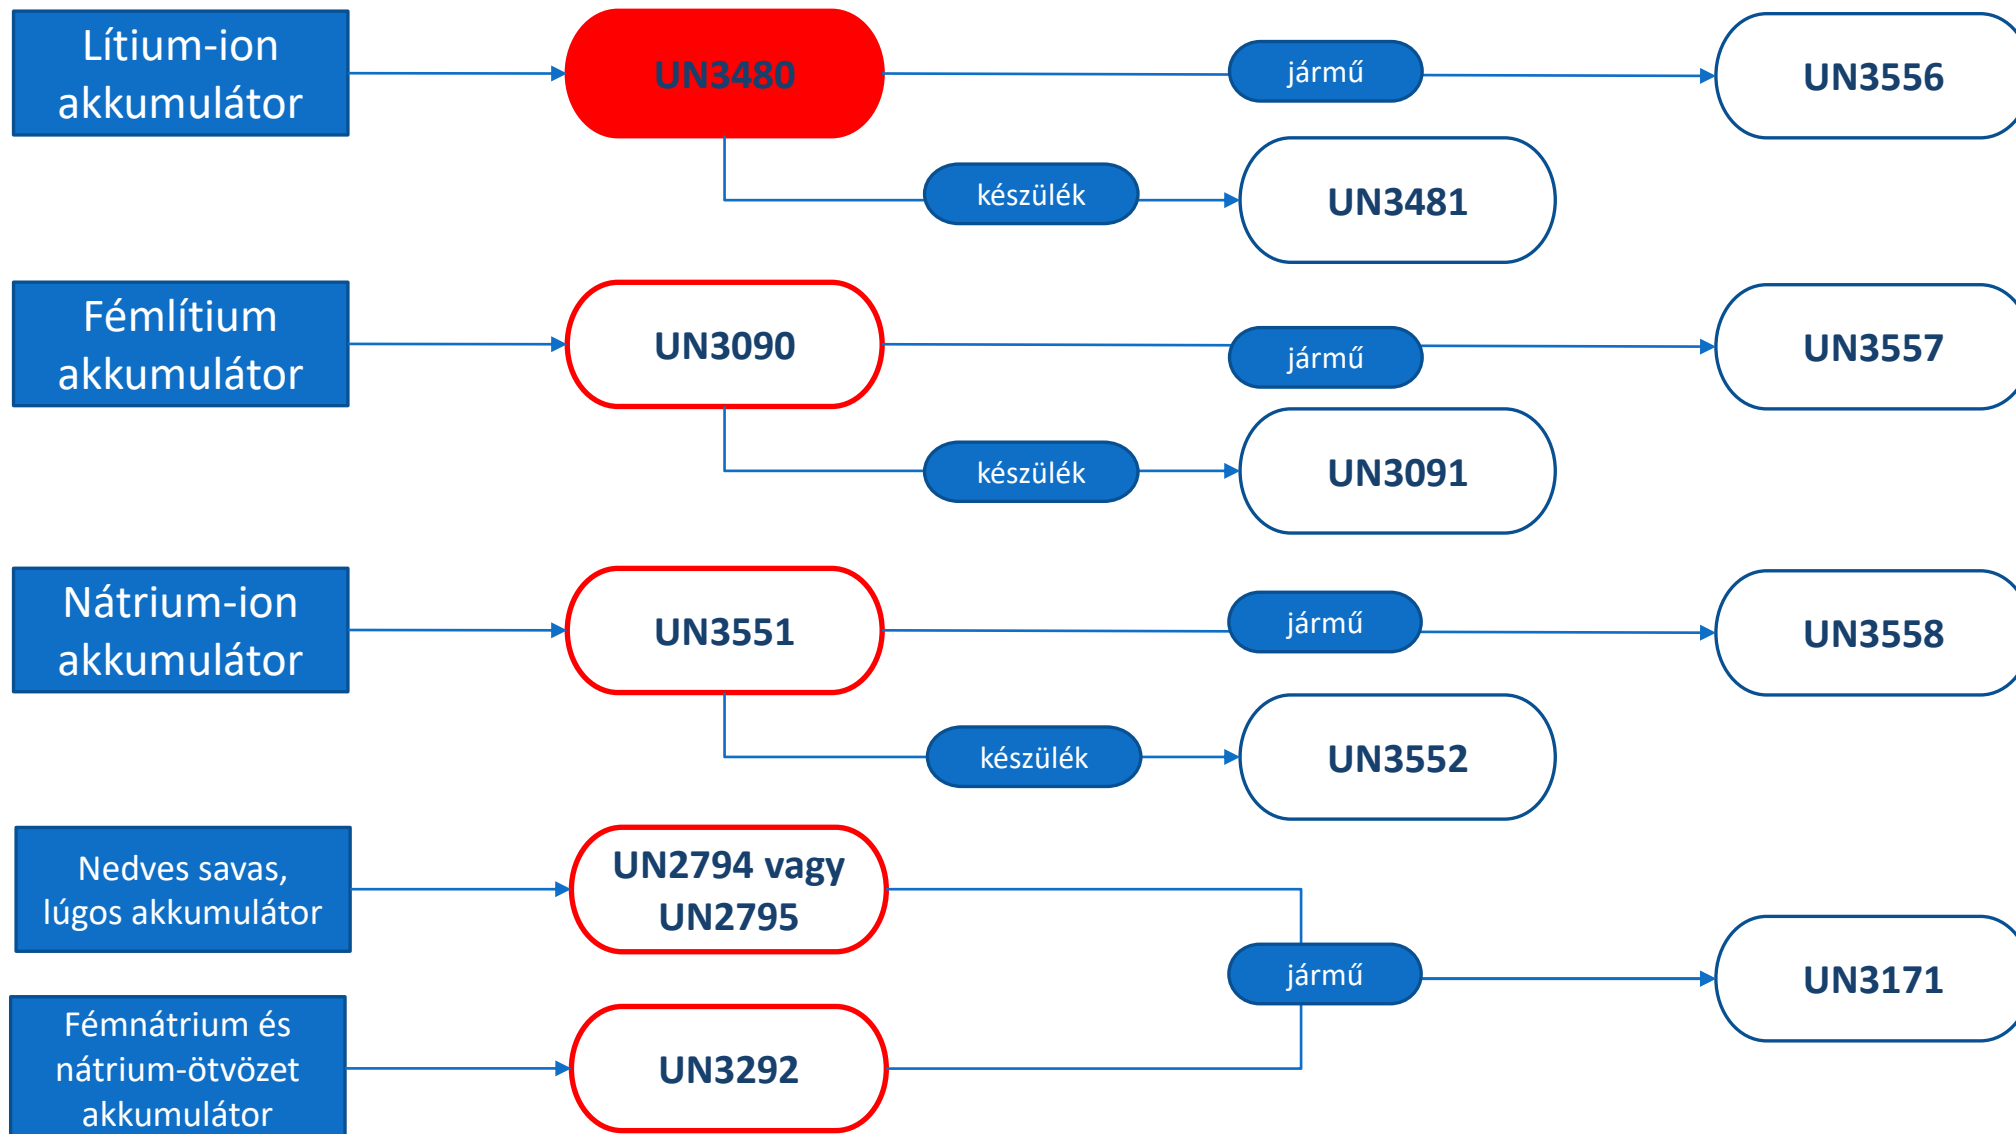 Lítium-ion
akkumulátor
UN3480
jármű
UN3556
készülék
UN3481
Fémlítium
akkumulátor
UN3090
jármű
UN3557
készülék
UN3091
Nátrium-ion
akkumulátor
UN3551
jármű
UN3558
készülék
UN3552
Nedves savas,
lúgos akkumulátor
UN2794 vagy
UN2795
jármű
UN3171
Fémnátrium és
nátrium-ötvözet
akkumulátor
UN3292